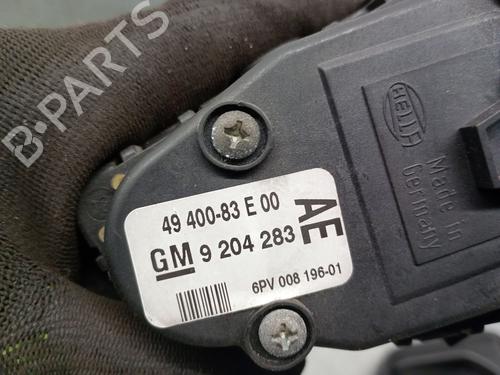 HELLA
Made in
Germany
49 400-83 E 00
AE
GM 9 204 283
6PV 008 196-01
B-PARTS